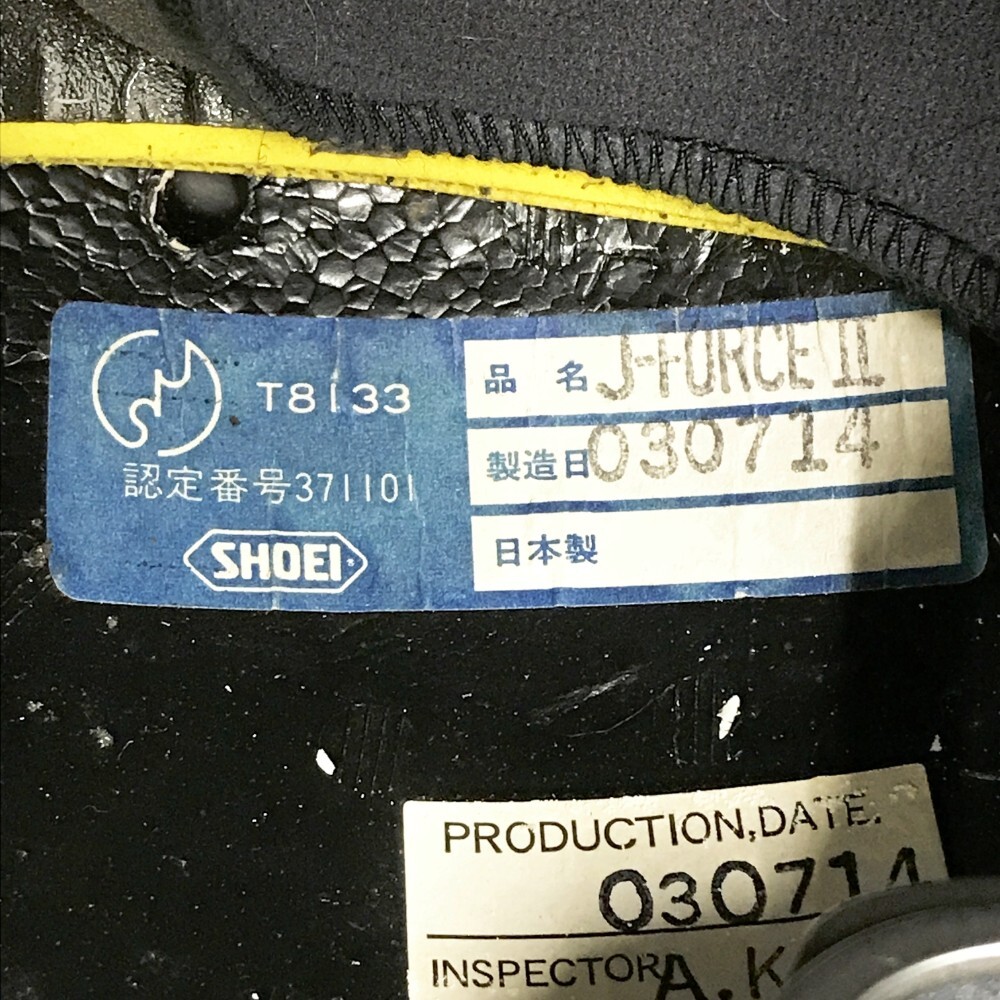 T8133
認定番号371101
SHOEI
品 名 J-FORCE II
製造日 030714
日本製
PRODUCTION,DATE.
030714
INSPECTOR A.K